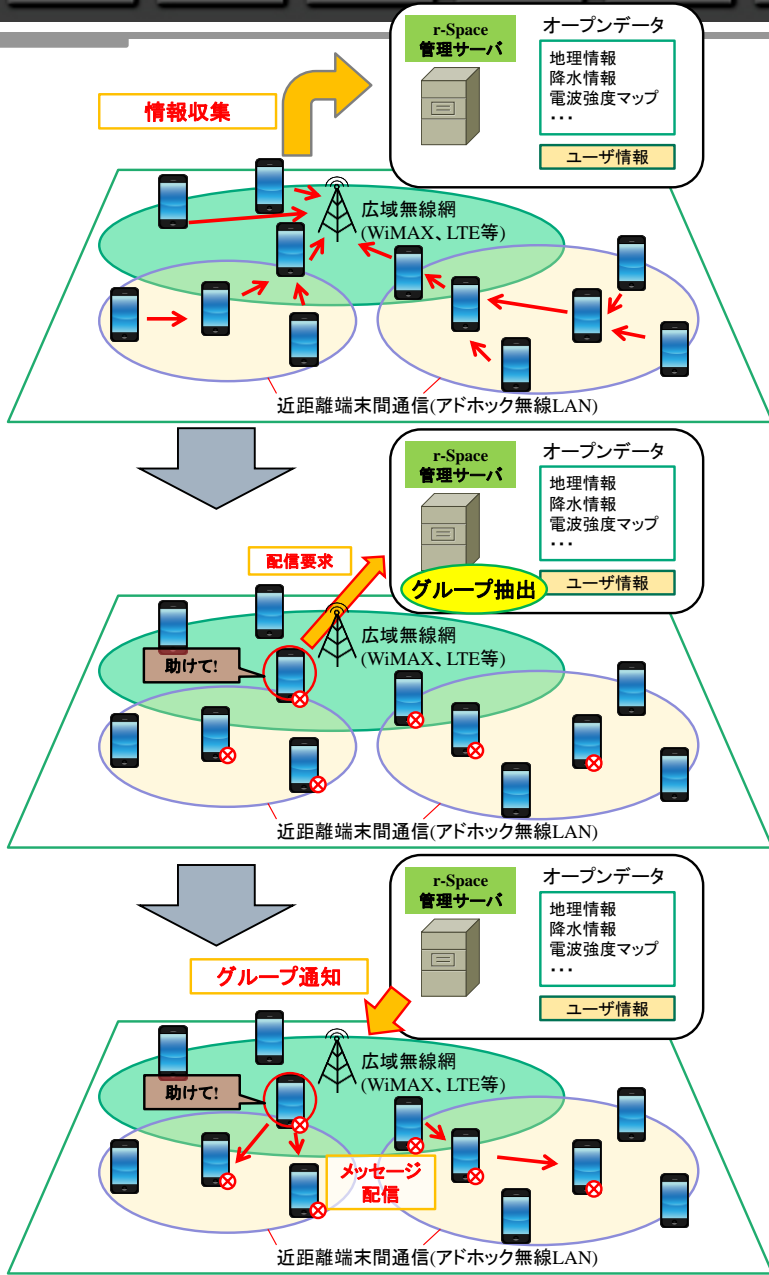 r-Space
管理サーバ
オープンデータ
地理情報
降水情報
電波強度マップ
・・・
ユーザ情報
情報収集
広域無線網
(WiMAX、LTE等)
近距離端末間通信(アドホック無線LAN)
r-Space
管理サーバ
オープンデータ
地理情報
降水情報
電波強度マップ
・・・
ユーザ情報
配信要求
グループ抽出
広域無線網
(WiMAX、LTE等)
助けて!
近距離端末間通信(アドホック無線LAN)
r-Space
管理サーバ
オープンデータ
地理情報
降水情報
電波強度マップ
・・・
ユーザ情報
グループ通知
広域無線網
(WiMAX、LTE等)
助けて!
メッセージ
配信
近距離端末間通信(アドホック無線LAN)